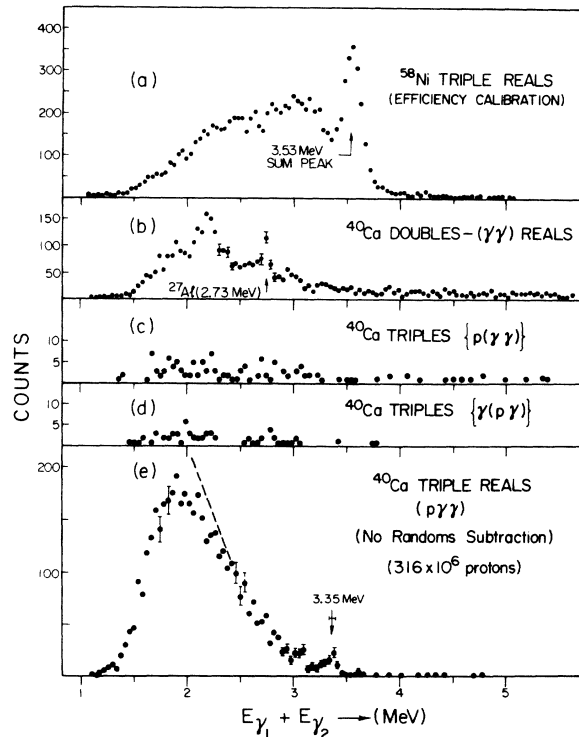 450
400
300
200
100
(a)
58Ni TRIPLE REALS
(EFFICIENCY CALIBRATION)
3.53 MeV
SUM PEAK
150
100
50
(b)
40Ca DOUBLES-(γγ) REALS
27Aℓ(2.73 MeV)
10
5
(c)
40Ca TRIPLES {p(γγ)}
10
5
(d)
40Ca TRIPLES {γ(pγ)}
200
100
(e)
40Ca TRIPLE REALS
(pγγ)
(No Randoms Subtraction)
(316 x 10^6 protons)
3.35 MeV
COUNTS
1 2 3 4 5
Eγ1 + Eγ2 ⟶ (MeV)